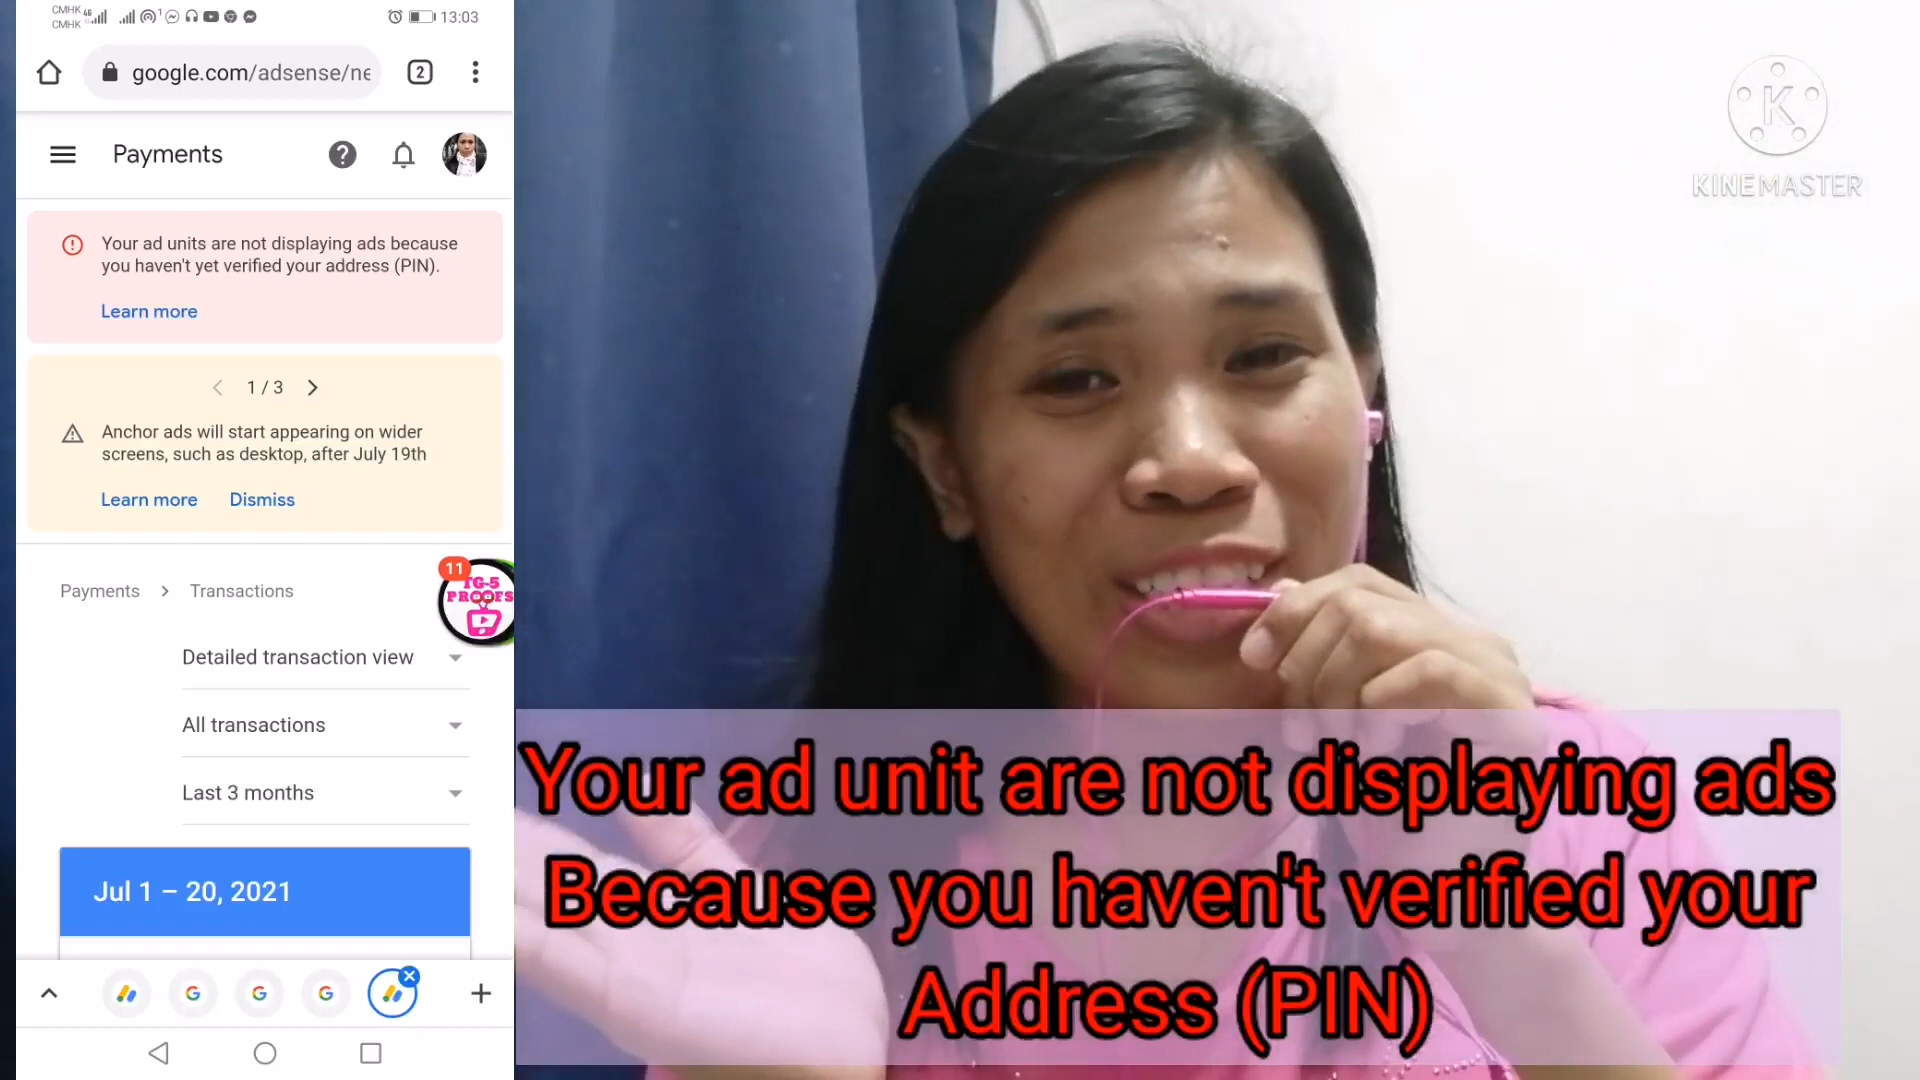 CMHK 4G
CMHK
13:03
google.com/adsense/ne
2
Payments
Your ad units are not displaying ads because
you haven't yet verified your address (PIN).
Learn more
1 / 3
Anchor ads will start appearing on wider
screens, such as desktop, after July 19th
Learn more Dismiss
11
TG-5
PROOFS
Payments > Transactions
Detailed transaction view
All transactions
Last 3 months
Jul 1 – 20, 2021
K
KINEMASTER
Your ad unit are not displaying ads
Because you haven't verified your
Address (PIN)